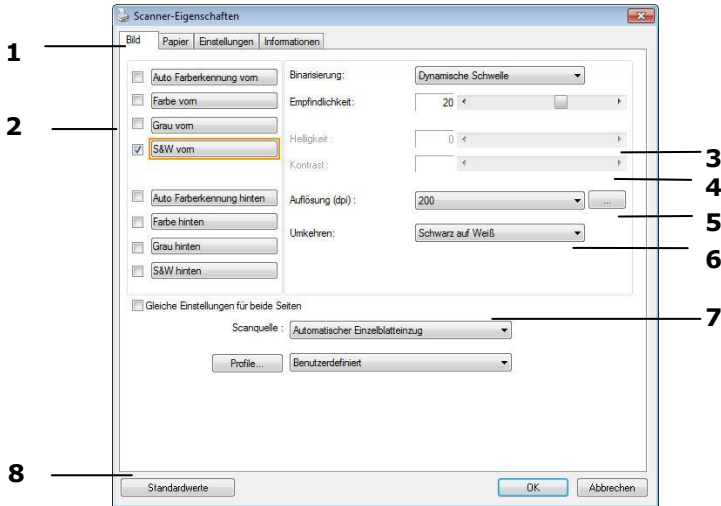 Scanner-Eigenschaften
Bild Papier Einstellungen Informationen
1
2
Auto Farberkennung vorn
Farbe vorn
Grau vorn
S&W vorn
Auto Farberkennung hinten
Farbe hinten
Grau hinten
S&W hinten
Binarisierung: Dynamische Schwelle
Empfindlichkeit: 20
Helligkeit : 0
Kontrast :
Auflösung (dpi) : 200 ...
Umkehren: Schwarz auf Weiß
3
4
5
6
Gleiche Einstellungen für beide Seiten
7
Scanquelle : Automatischer Einzelblatteinzug
Profile... Benutzerdefiniert
8
Standardwerte OK Abbrechen